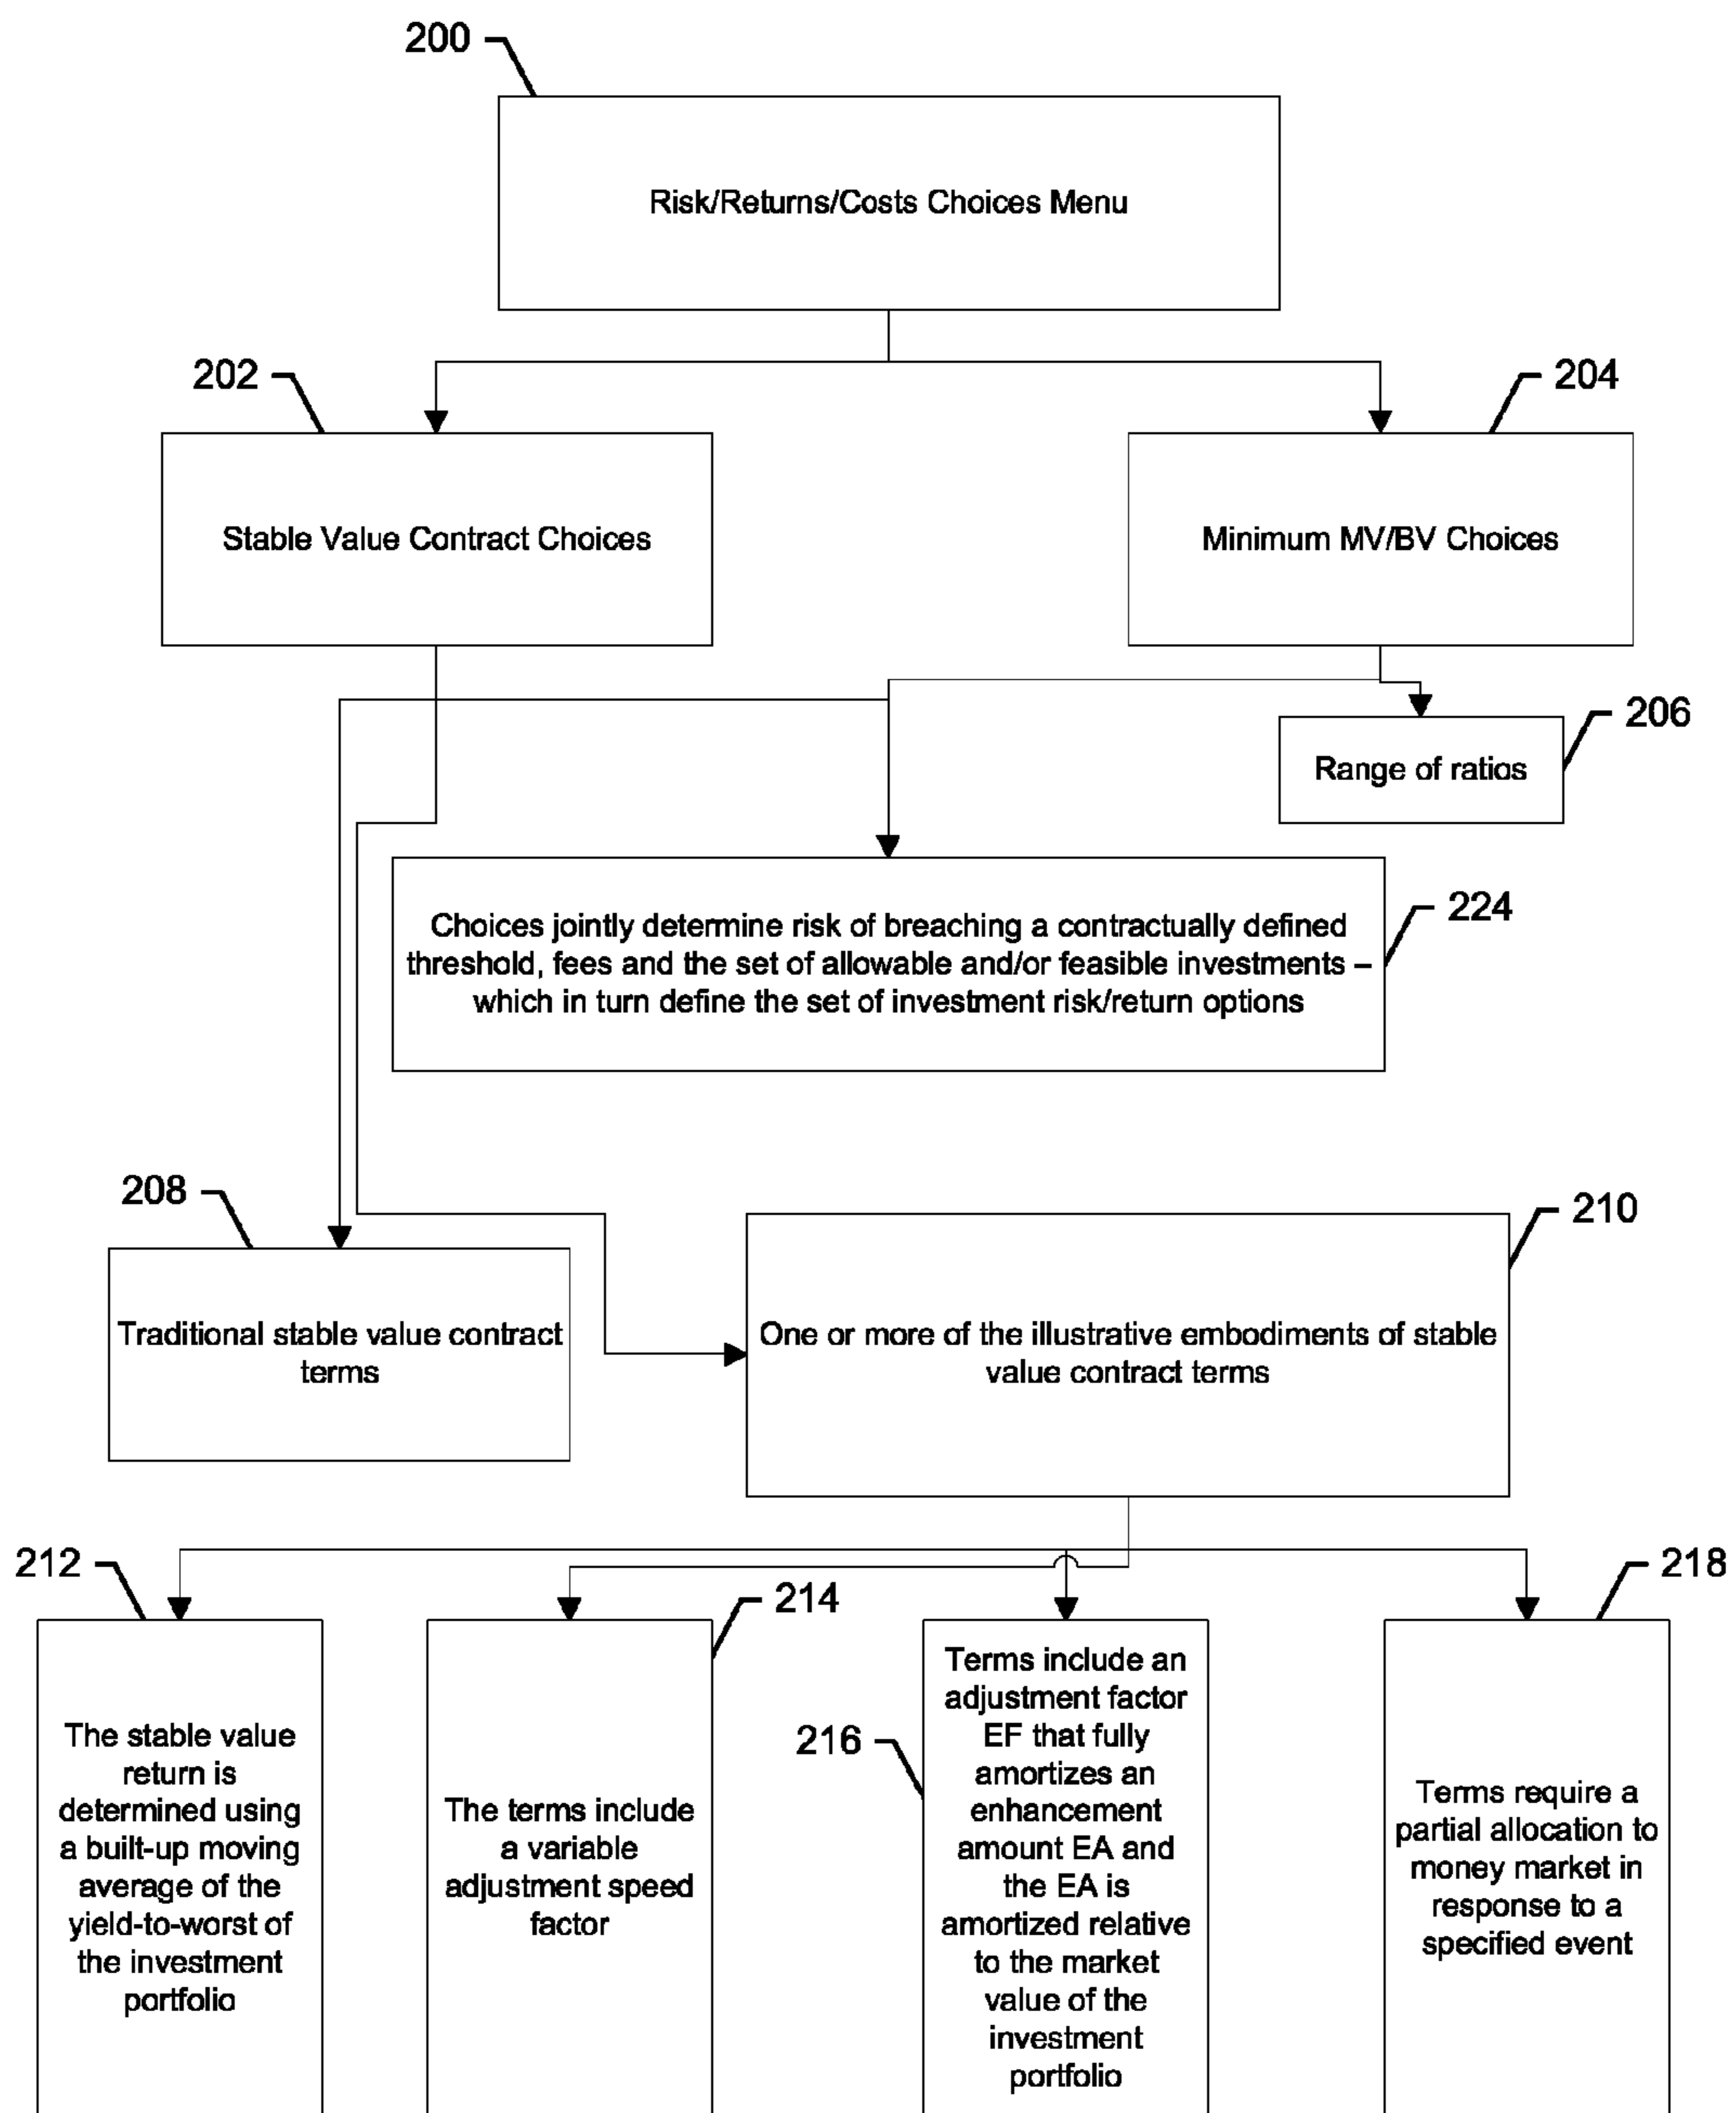 200
Risk/Returns/Costs Choices Menu
202
204
Stable Value Contract Choices
Minimum MV/BV Choices
206
Range of ratios
224
Choices jointly determine risk of breaching a contractually defined
threshold, fees and the set of allowable and/or feasible investments –
which in turn define the set of investment risk/return options
208
210
Traditional stable value contract
terms
One or more of the illustrative embodiments of stable
value contract terms
212
214
216
218
The stable value
return is
determined using
a built-up moving
average of the
yield-to-worst of
the investment
portfolio
The terms include
a variable
adjustment speed
factor
Terms include an
adjustment factor
EF that fully
amortizes an
enhancement
amount EA and
the EA is
amortized relative
to the market
value of the
investment
portfolio
Terms require a
partial allocation to
money market in
response to a
specified event